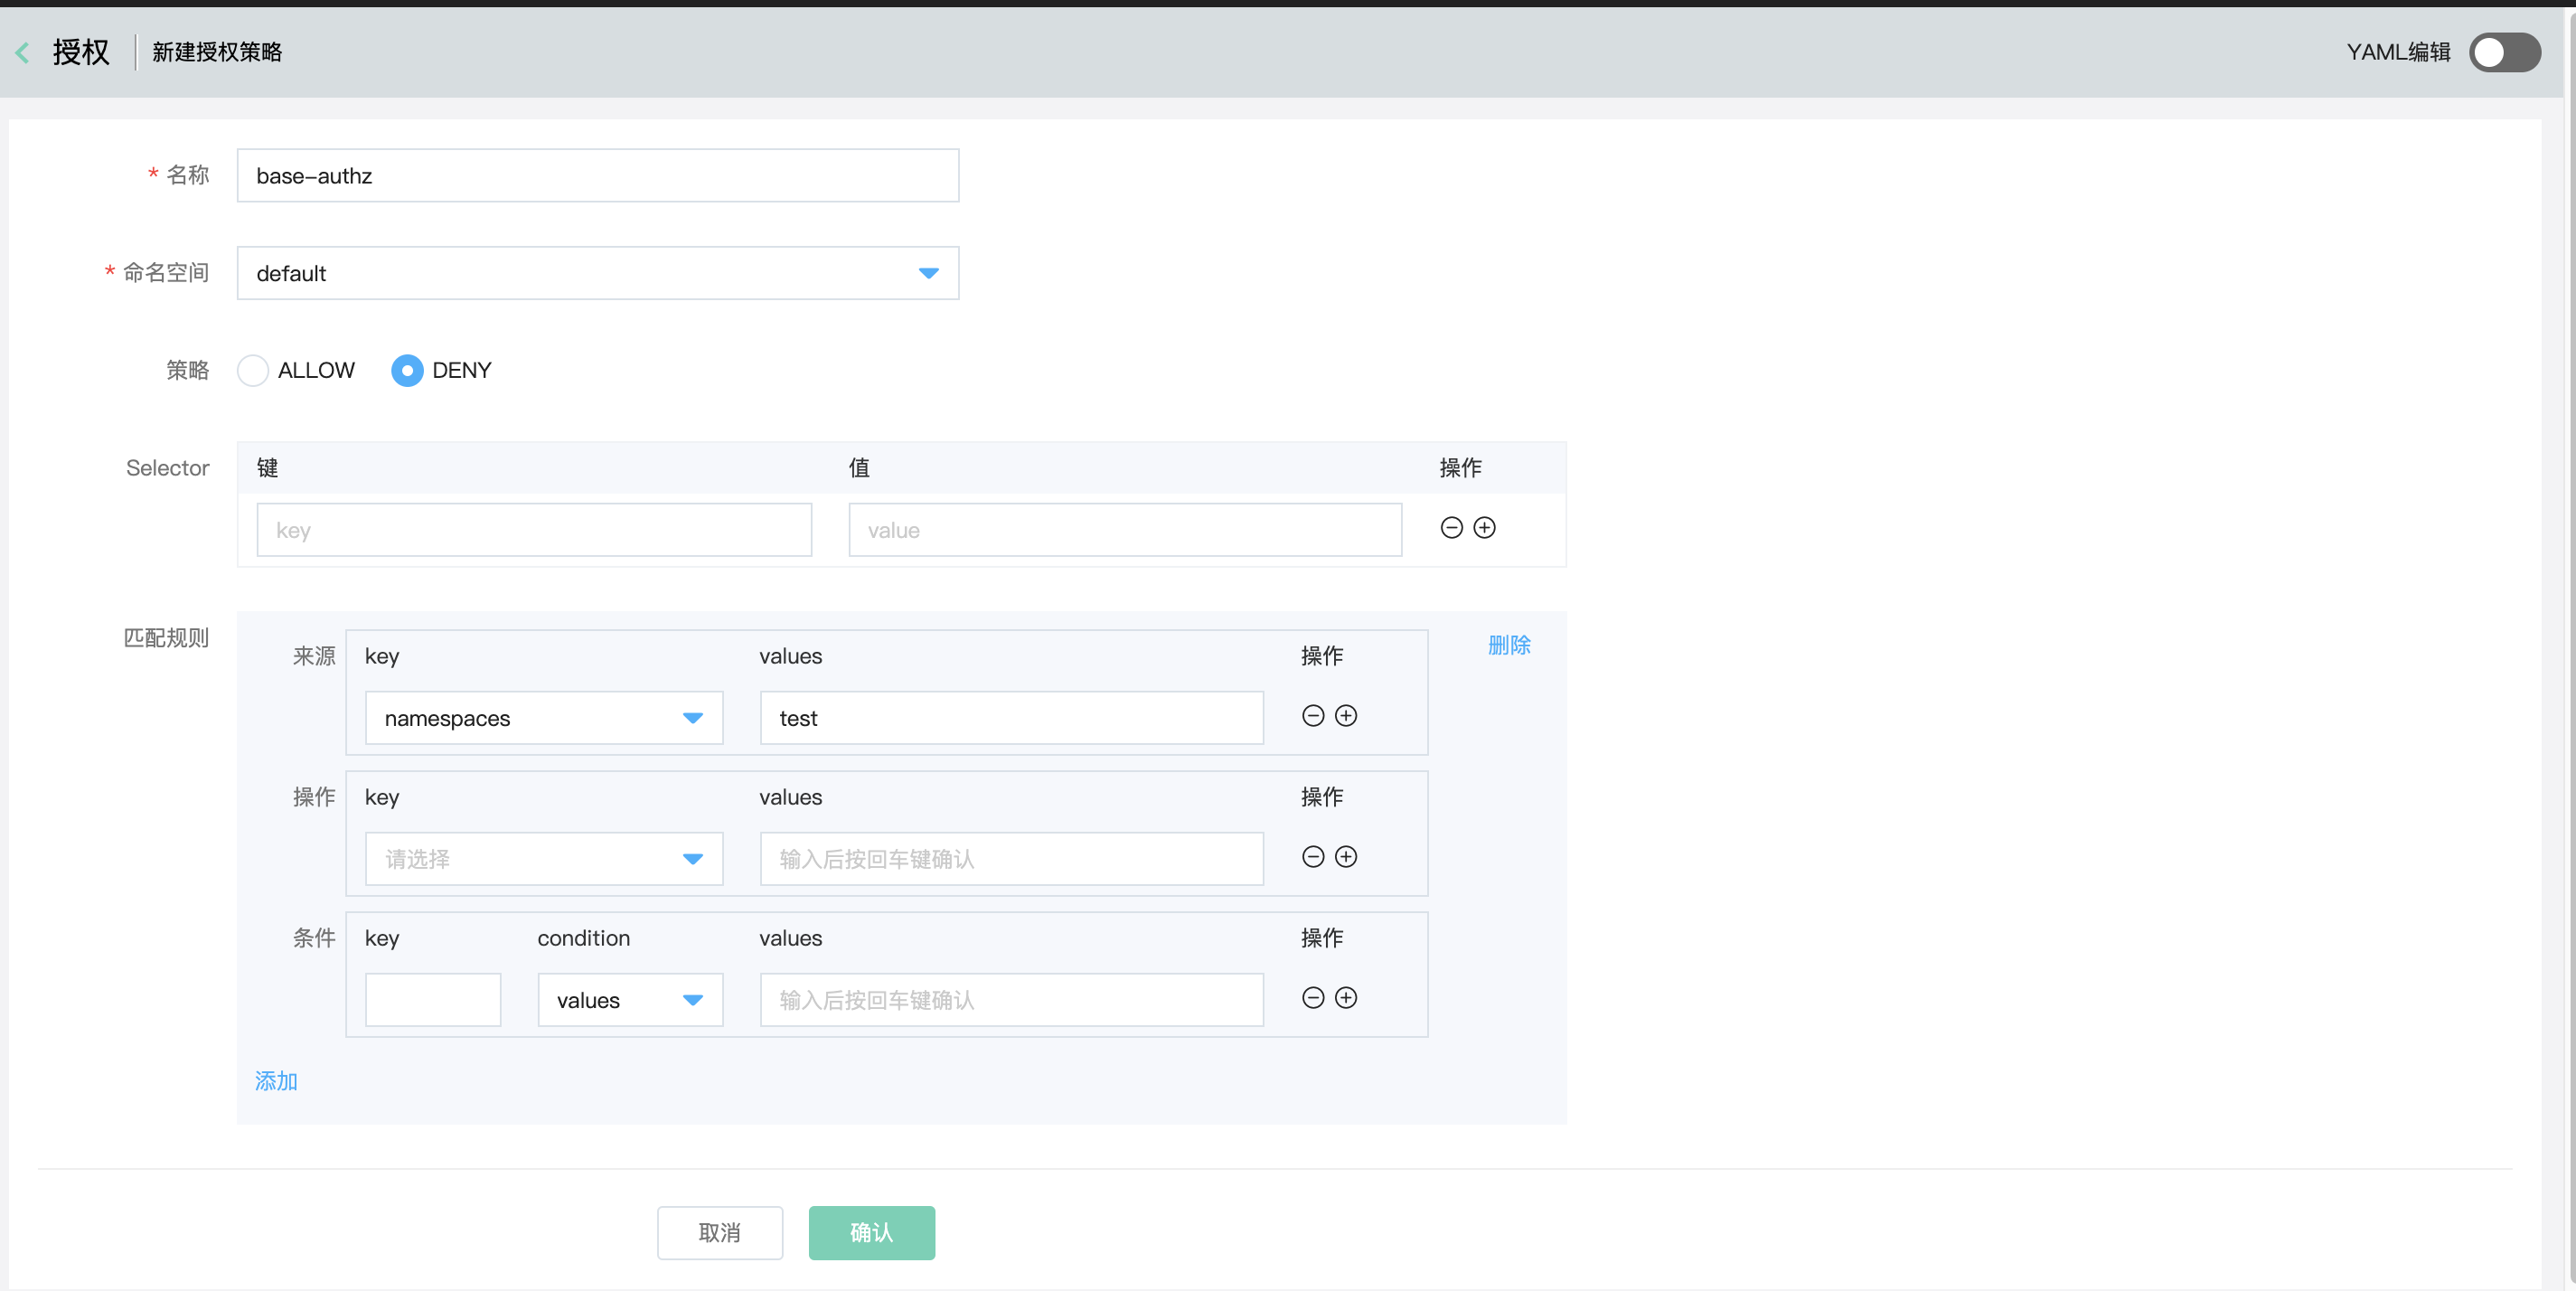 授权 新建授权策略 YAML编辑
* 名称 base-authz
* 命名空间 default
策略 ALLOW DENY
Selector 键 值 操作
key value
匹配规则 来源 key values 操作 删除
namespaces test
操作 key values 操作
请选择 输入后按回车键确认
条件 key condition values 操作
values 输入后按回车键确认
添加
取消 确认